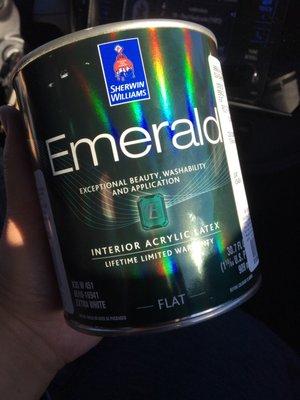 SHERWIN
WILLIAMS
Emerald
EXCEPTIONAL BEAUTY, WASHABILITY
AND APPLICATION
INTERIOR ACRYLIC LATEX
LIFETIME LIMITED WARRANTY
EXTRA WHITE
FLAT